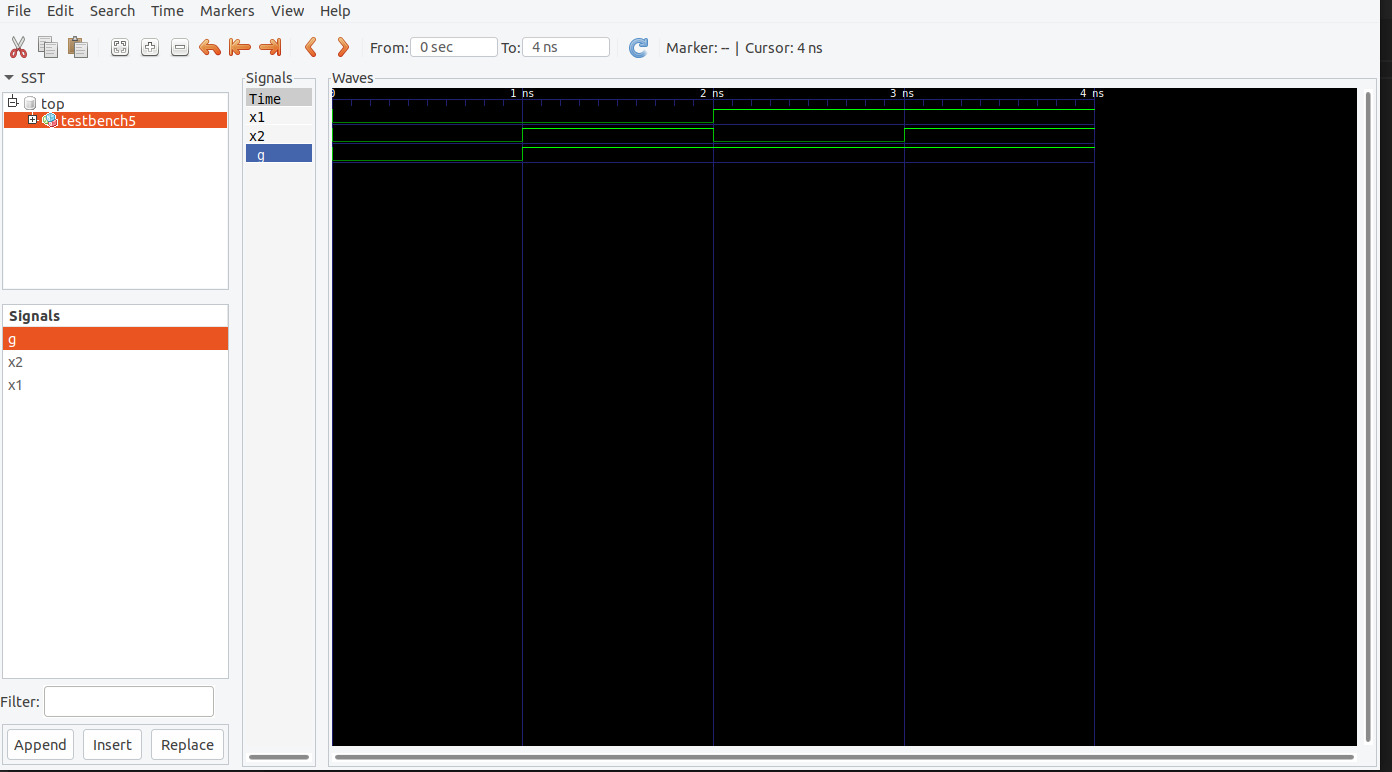 File Edit Search Time Markers View Help
From: 0 sec To: 4 ns Marker: -- | Cursor: 4 ns
SST
top
testbench5
Signals
g
x2
x1
Filter:
Append Insert Replace
Signals
Time
x1
x2
g
Waves
0 1 ns 2 ns 3 ns 4 ns